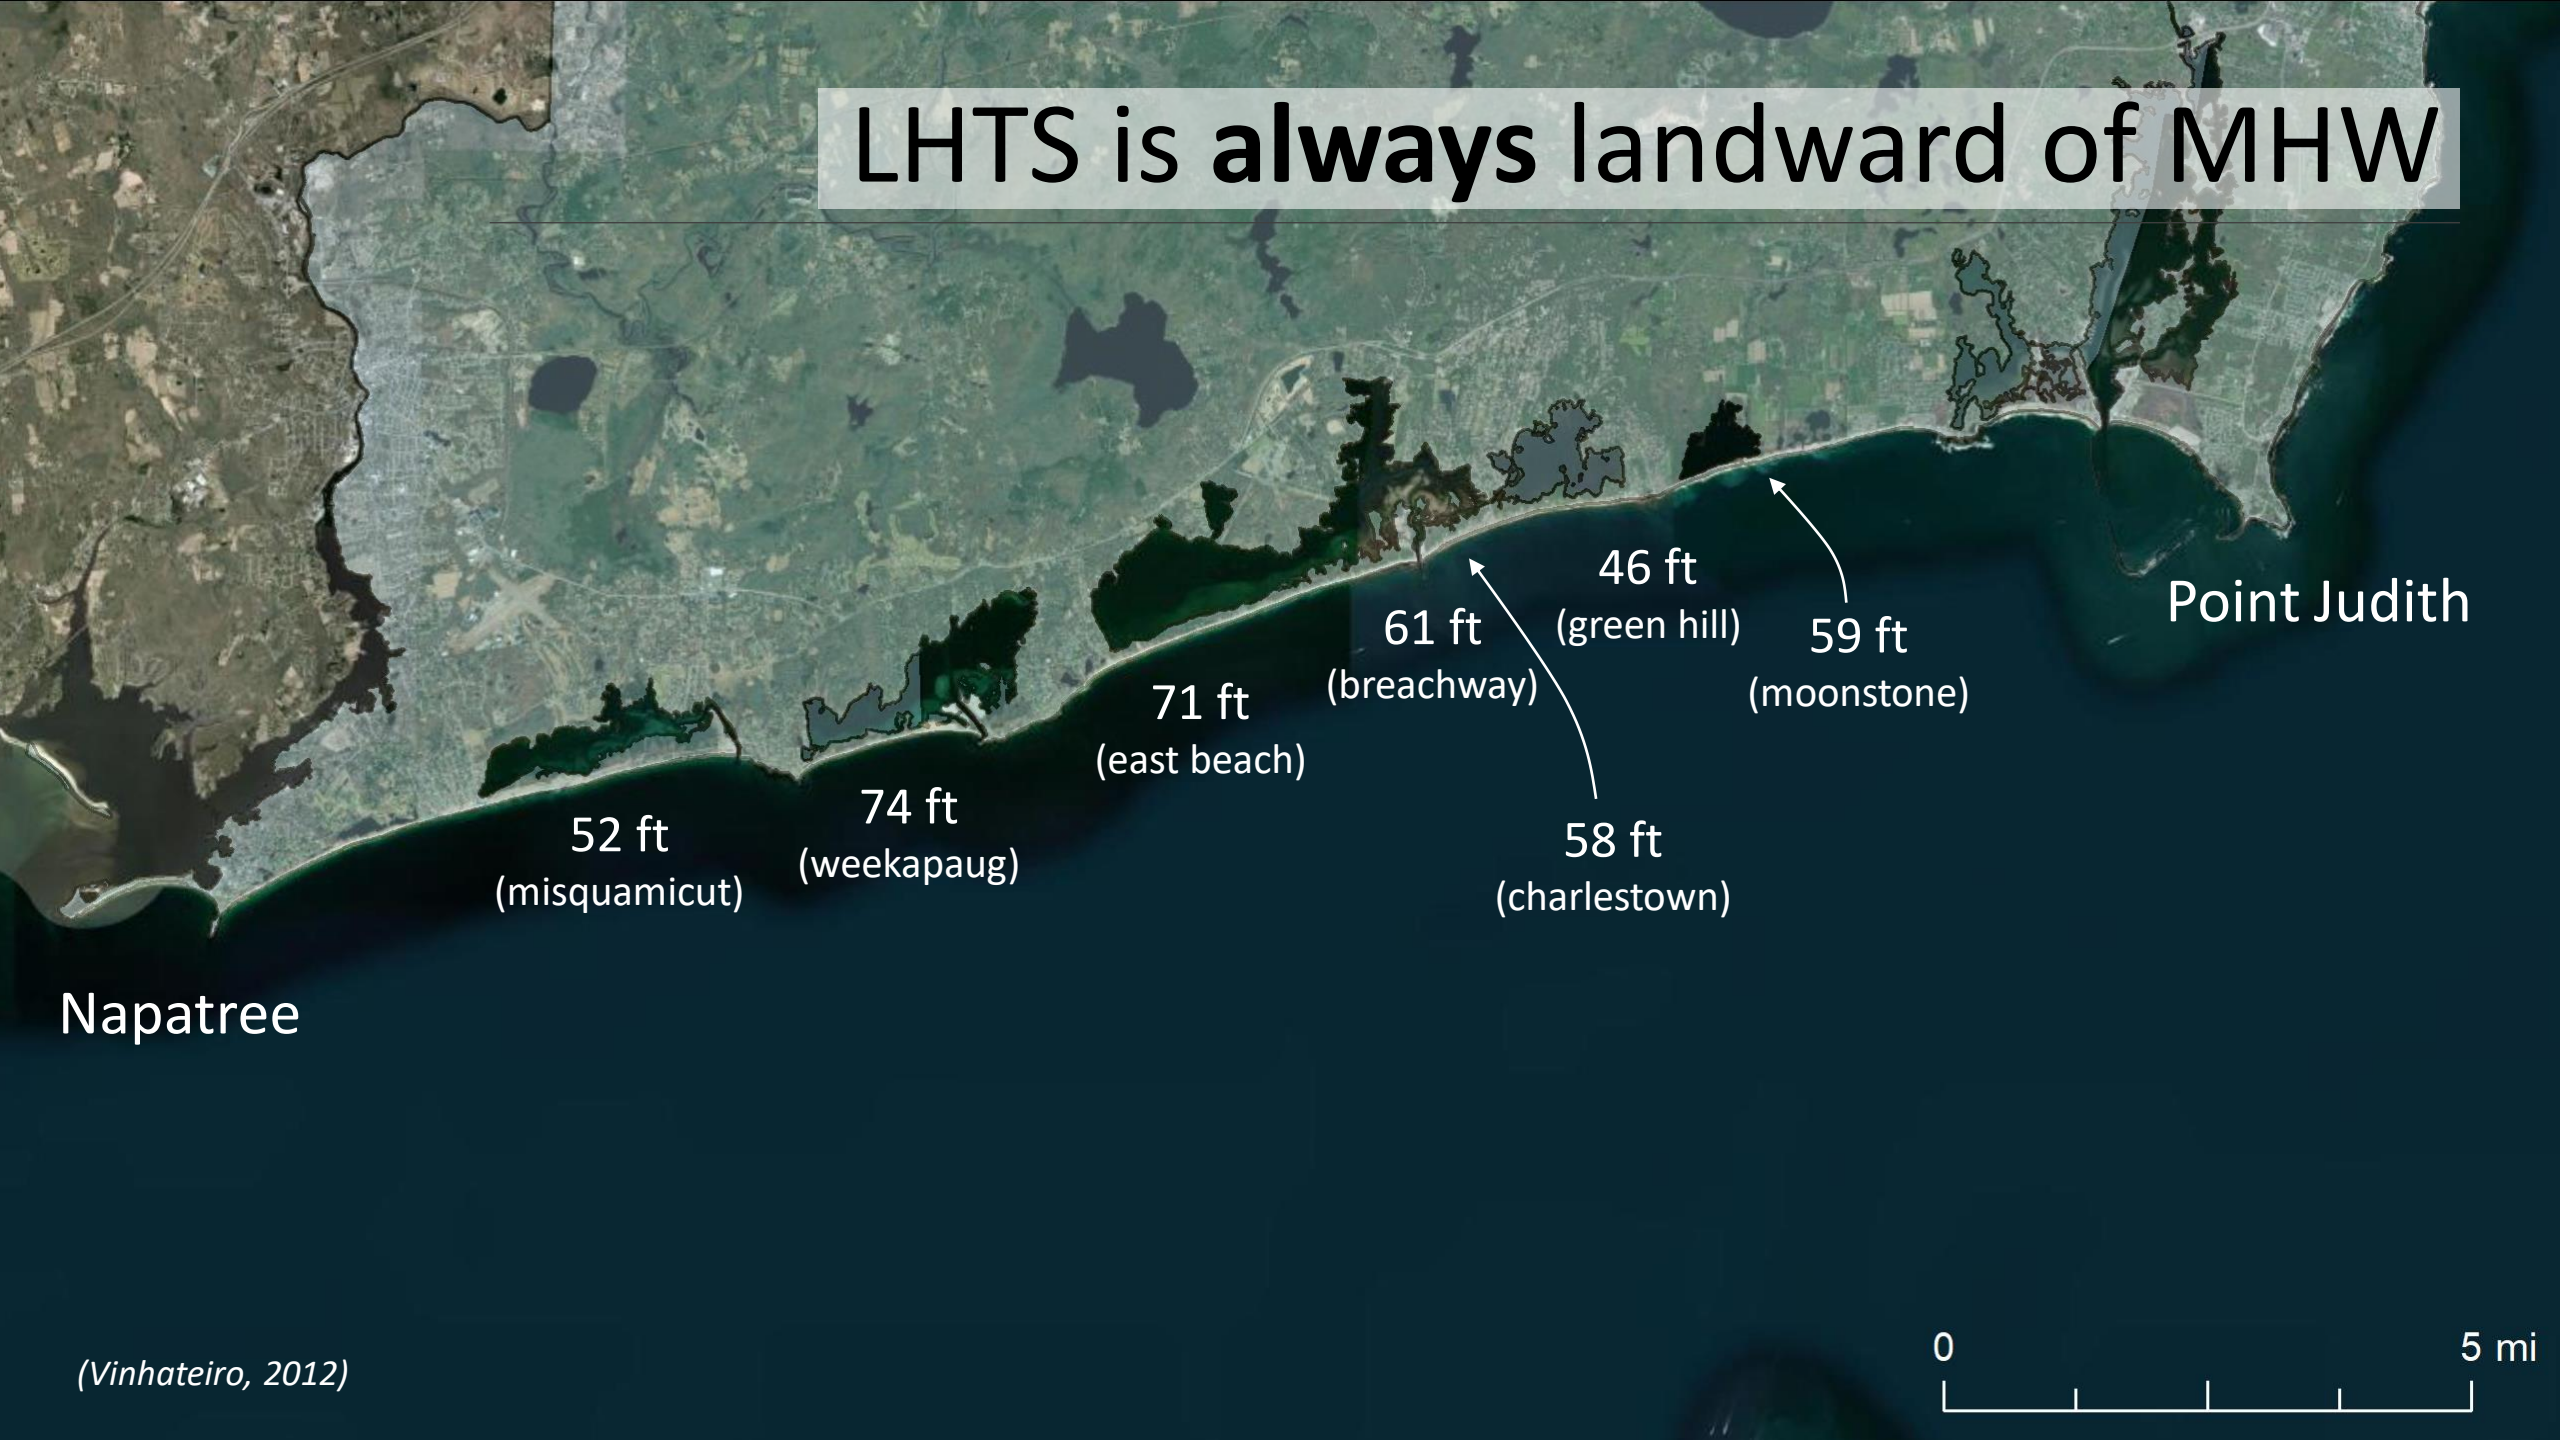 LHTS is always landward of MHW
46 ft
(green hill)
Point Judith
61 ft
(breachway)
59 ft
(moonstone)
71 ft
(east beach)
74 ft
(weekapaug)
52 ft
(misquamicut)
58 ft
(charlestown)
Napatree
(Vinhateiro, 2012)
0 5 mi